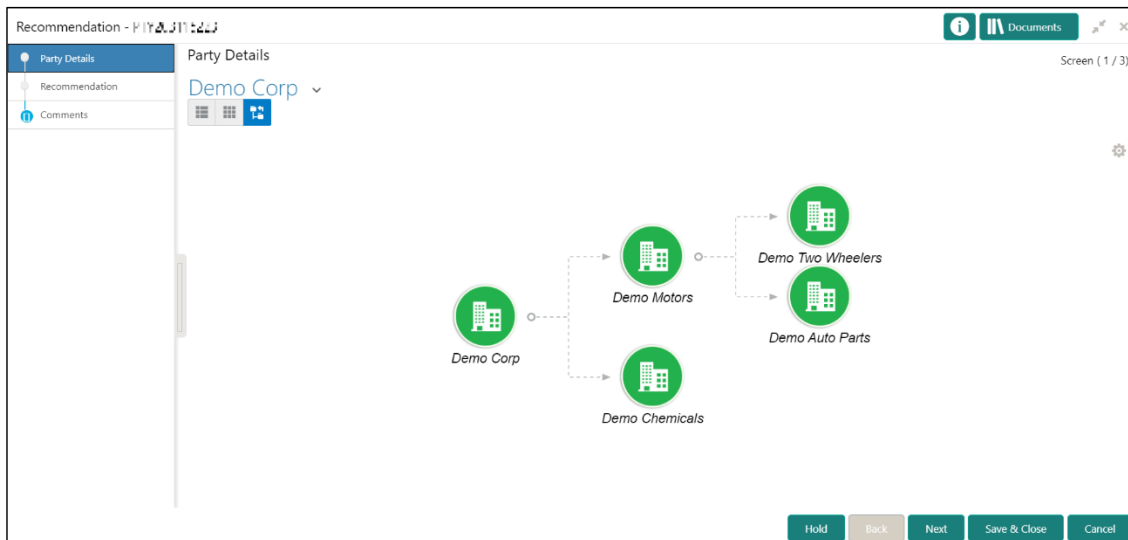 Recommendation -
Documents
Party Details
Recommendation
Comments
Party Details
Screen ( 1 / 3)
Demo Corp
Demo Two Wheelers
Demo Motors
Demo Auto Parts
Demo Corp
Demo Chemicals
Hold
Back
Next
Save & Close
Cancel